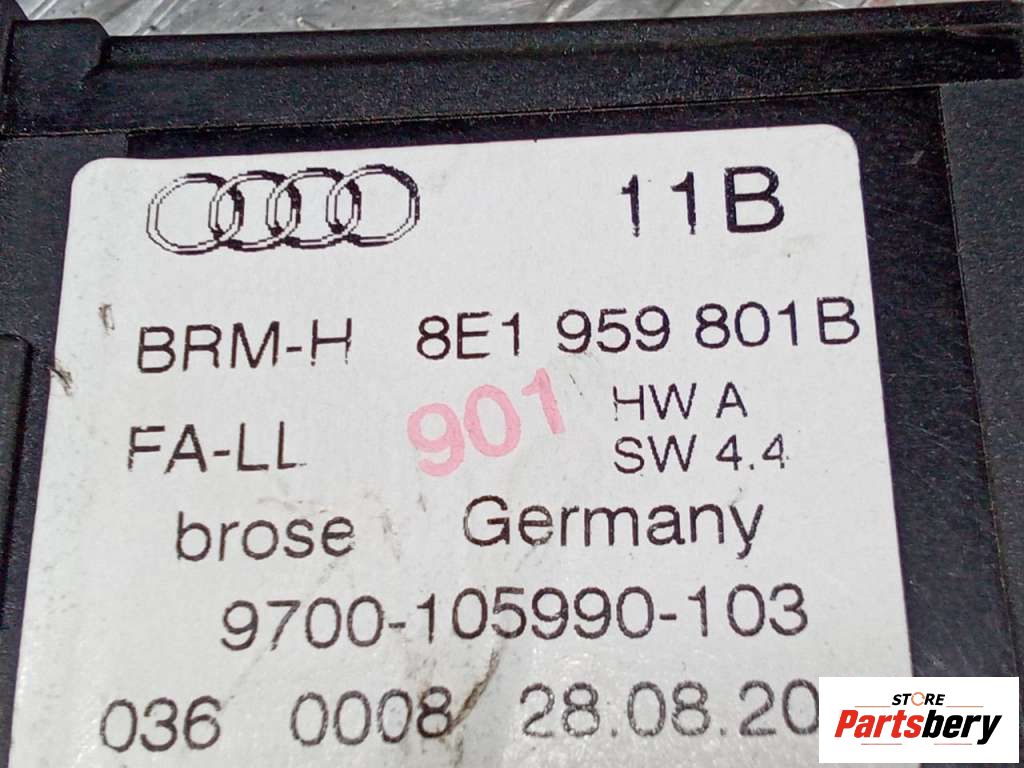 11B
BRM-H 8E1 959 801B
901 HW A
FA-LL SW 4.4
brose Germany
9700-105990-103
036 0008 28.08.20
STORE
Partsbery